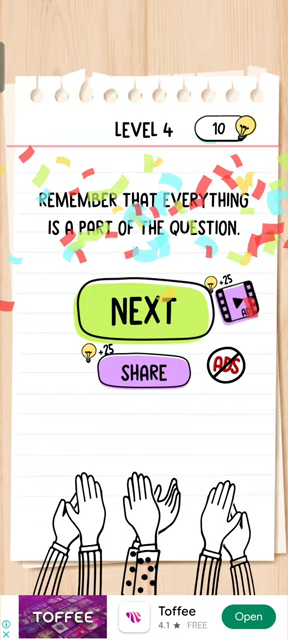 LEVEL 4
10
REMEMBER THAT EVERYTHING
IS A PART OF THE QUESTION.
+25
NEXT
AD
+25
SHARE
ADS
TOFFEE
Toffee
4.1 ★ FREE
Open